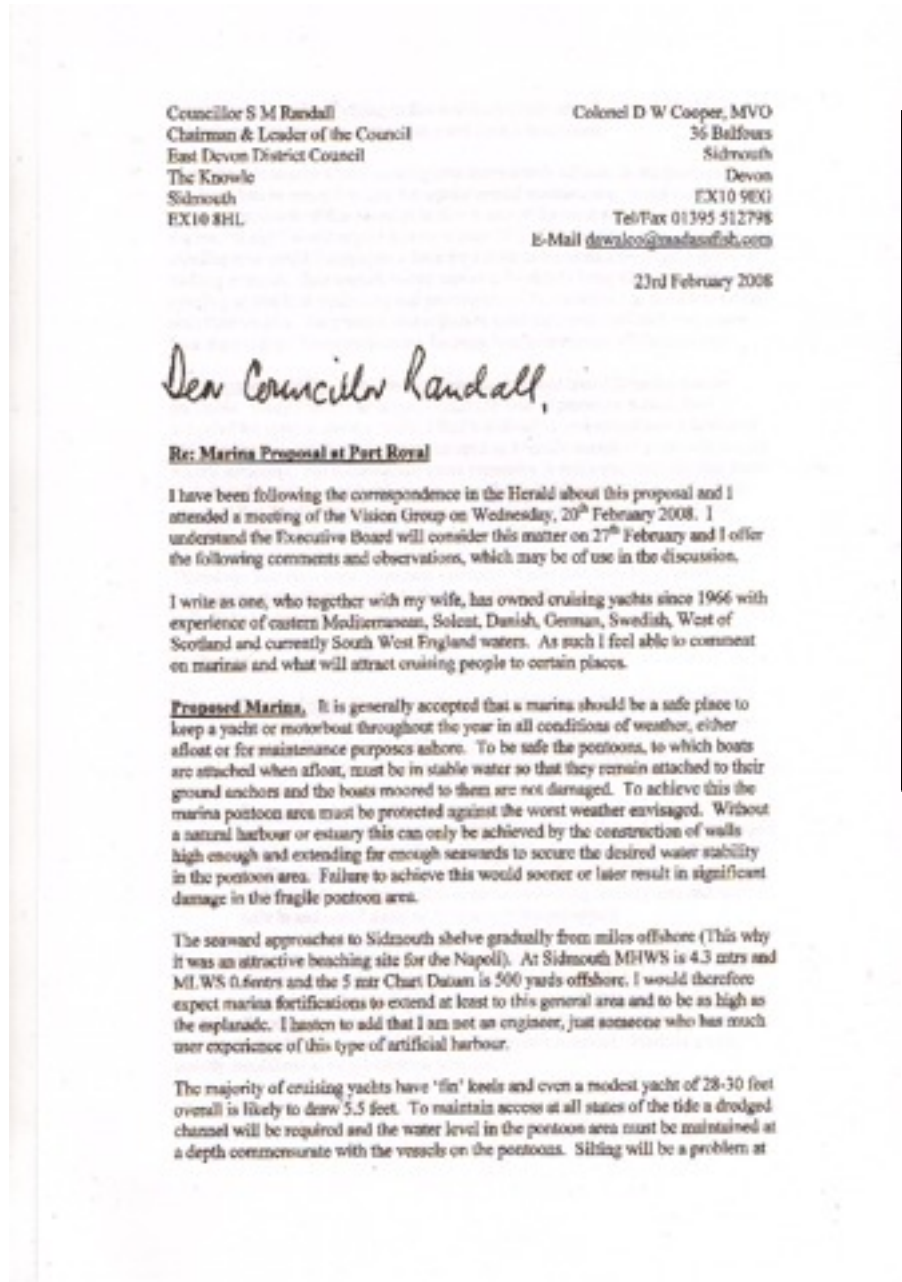 Councillor S M Randall
Chairman & Leader of the Council
East Devon District Council
The Knowle
Sidmouth
EX10 8HL
Colonel D W Cooper, MVO
36 Balfours
Sidmouth
Devon
EX10 9EG
Tel/Fax 01395 512798
E-Mail dawalco@madasafish.com
23rd February 2008
Dear Councillor Randall,
Re: Marina Proposal at Port Royal
I have been following the correspondence in the Herald about this proposal and I
attended a meeting of the Vision Group on Wednesday, 20th February 2008. I
understand the Executive Board will consider this matter on 27th February and I offer
the following comments and observations, which may be of use in the discussion.
I write as one, who together with my wife, has owned cruising yachts since 1966 with
experience of eastern Mediterranean, Solent, Danish, German, Swedish, West of
Scotland and currently South West England waters. As such I feel able to comment
on marinas and what will attract cruising people to certain places.
Proposed Marina. It is generally accepted that a marina should be a safe place to
keep a yacht or motorboat throughout the year in all conditions of weather, either
afloat or for maintenance purposes ashore. To be safe the pontoons, to which boats
are attached when afloat, must be in stable water so that they remain attached to their
ground anchors and the boats moored to them are not damaged. To achieve this the
marina pontoon area must be protected against the worst weather envisaged. Without
a natural harbour or estuary this can only be achieved by the construction of walls
high enough and extending far enough seawards to secure the desired water stability
in the pontoon area. Failure to achieve this would sooner or later result in significant
damage in the fragile pontoon area.
The seaward approaches to Sidmouth shelve gradually from miles offshore (This why
it was an attractive beaching site for the Napoli). At Sidmouth MHWS is 4.3 mtrs and
MLWS 0.6mtrs and the 5 mtr Chart Datum is 500 yards offshore. I would therefore
expect marina fortifications to extend at least to this general area and to be as high as
the esplanade. I hasten to add that I am not an engineer, just someone who has much
user experience of this type of artificial harbour.
The majority of cruising yachts have 'fin' keels and even a modest yacht of 28-30 feet
overall is likely to draw 5.5 feet. To maintain access at all states of the tide a dredged
channel will be required and the water level in the pontoon area must be maintained at
a depth commensurate with the vessels on the pontoons. Silting will be a problem at